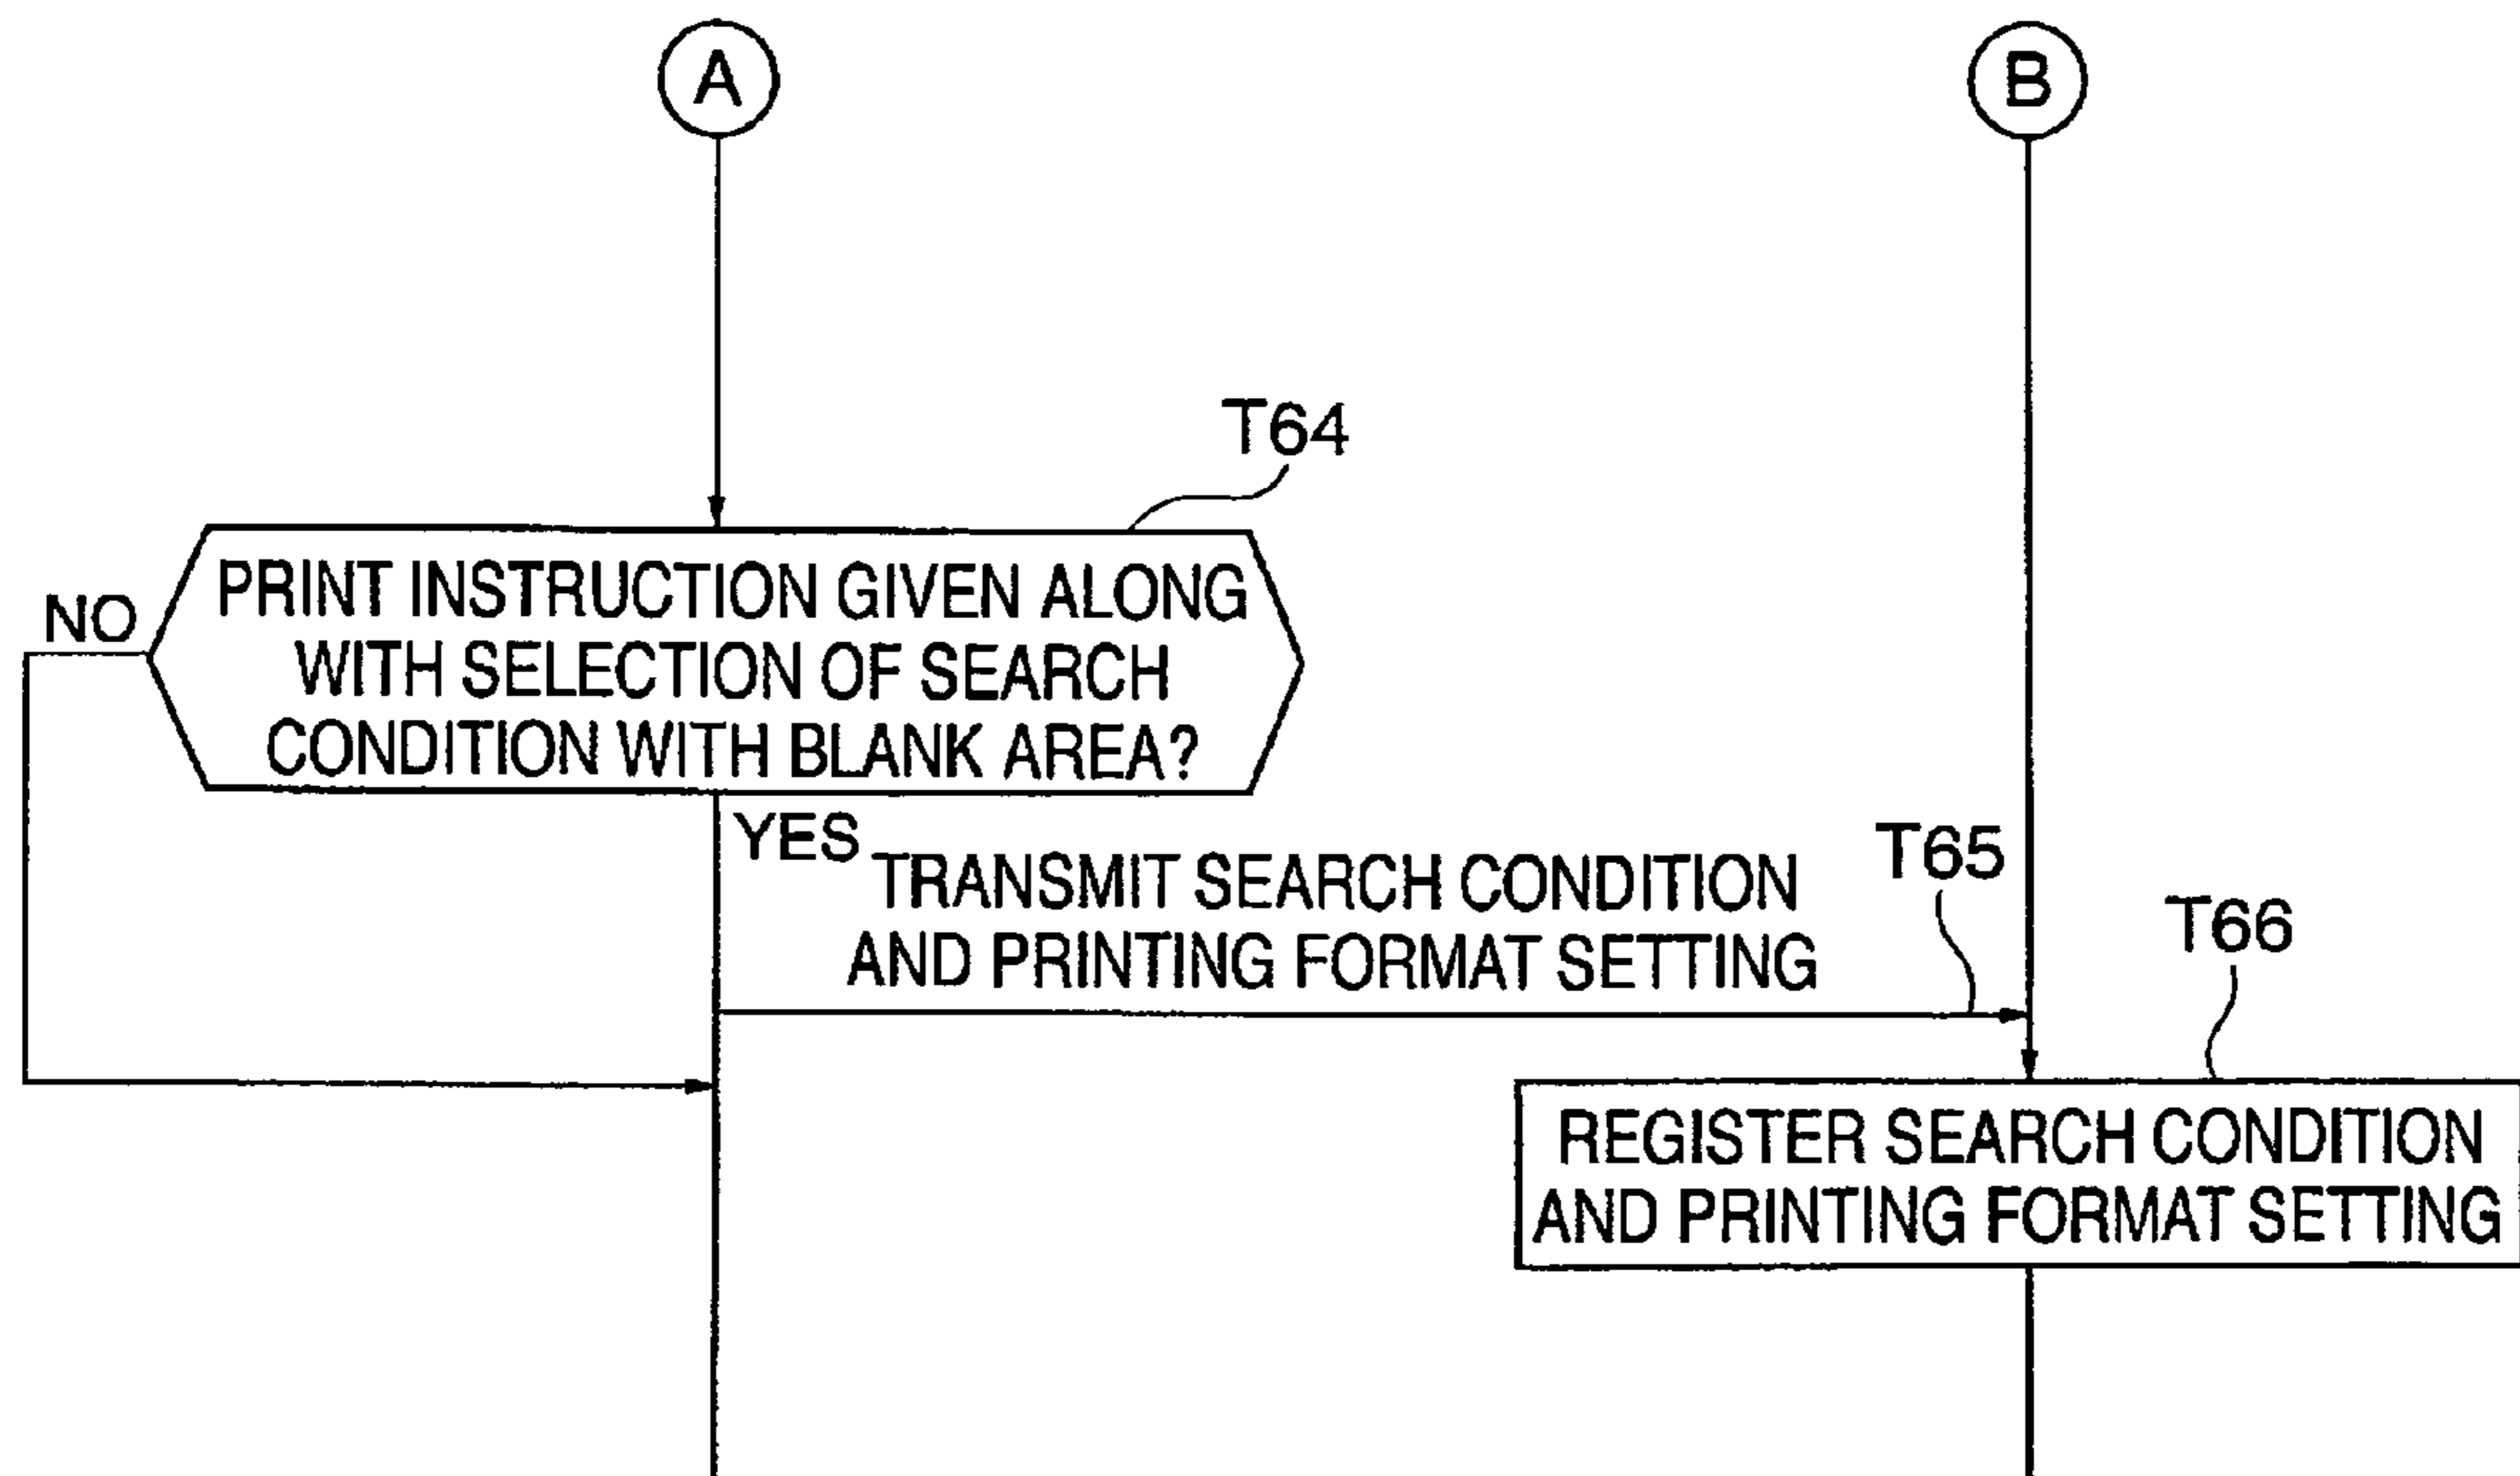 A
B
T64
PRINT INSTRUCTION GIVEN ALONG
WITH SELECTION OF SEARCH
CONDITION WITH BLANK AREA?
NO
YES
TRANSMIT SEARCH CONDITION
AND PRINTING FORMAT SETTING
T65
T66
REGISTER SEARCH CONDITION
AND PRINTING FORMAT SETTING